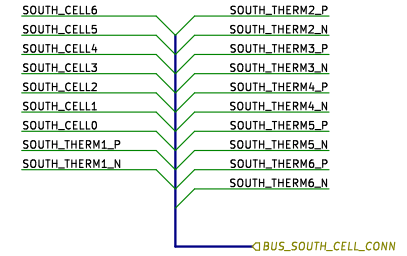 SOUTH_CELL6
SOUTH_CELL5
SOUTH_CELL4
SOUTH_CELL3
SOUTH_CELL2
SOUTH_CELL1
SOUTH_CELL0
SOUTH_THERM1_P
SOUTH_THERM1_N
SOUTH_THERM2_P
SOUTH_THERM2_N
SOUTH_THERM3_P
SOUTH_THERM3_N
SOUTH_THERM4_P
SOUTH_THERM4_N
SOUTH_THERM5_P
SOUTH_THERM5_N
SOUTH_THERM6_P
SOUTH_THERM6_N
BUS_SOUTH_CELL_CONN